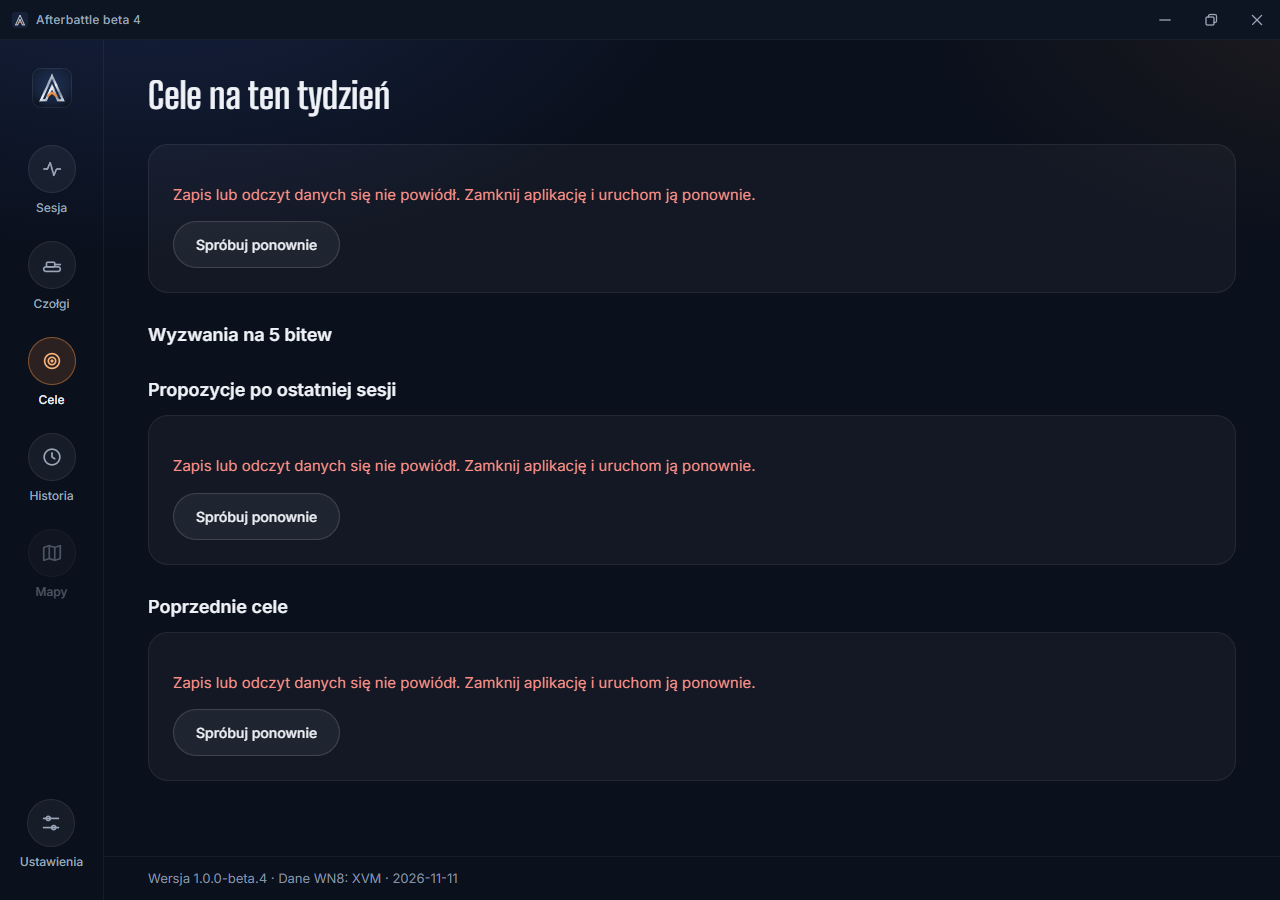 Afterbattle beta 4
Cele na ten tydzień
Zapis lub odczyt danych się nie powiódł. Zamknij aplikację i uruchom ją ponownie.
Spróbuj ponownie
Wyzwania na 5 bitew
Propozycje po ostatniej sesji
Zapis lub odczyt danych się nie powiódł. Zamknij aplikację i uruchom ją ponownie.
Spróbuj ponownie
Poprzednie cele
Zapis lub odczyt danych się nie powiódł. Zamknij aplikację i uruchom ją ponownie.
Spróbuj ponownie
Sesja
Czołgi
Cele
Historia
Mapy
Ustawienia
Wersja 1.0.0-beta.4 · Dane WN8: XVM · 2026-11-11